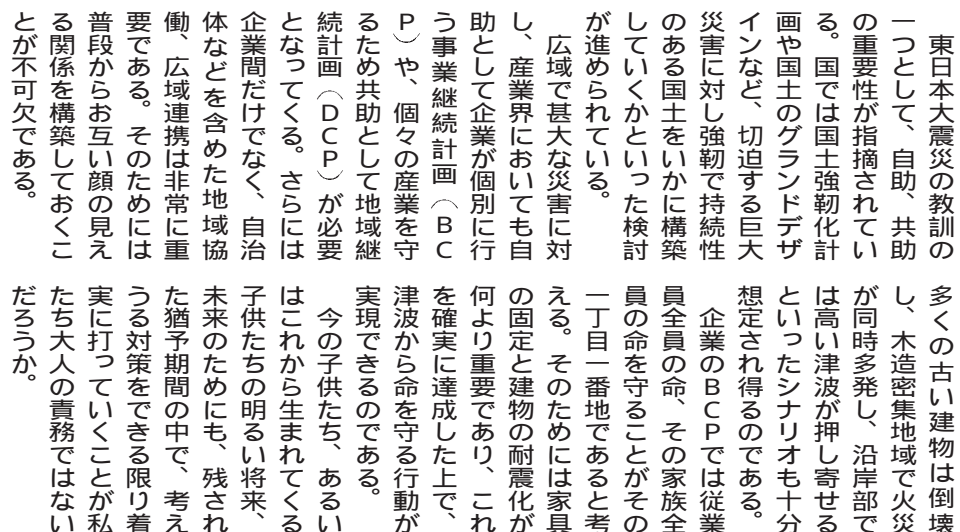 東日本大震災の教訓の
一つとして、自助、共助
の重要性が指摘されてい
る。国では国土強靭化計
画や国土のグランドデザ
インなど、切迫する巨大
災害に対し強靭で持続性
のある国土をいかに構築
していくかといった検討
が進められている。
広域で甚大な災害に対
し、産業界においても自
助として企業が個別に行
う事業継続計画（ＢＣ
Ｐ）や、個々の産業を守
るため共助として地域継
続計画（ＤＣＰ）が必要
となってくる。さらには
企業間だけでなく、自治
体などを含めた地域協
働、広域連携は非常に重
要である。そのためには
普段からお互い顔の見え
る関係を構築しておくこ
とが不可欠である。
多くの古い建物は倒壊
し、木造密集地域で火災
が同時多発し、沿岸部で
は高い津波が押し寄せる
といったシナリオも十分
想定され得るのである。
企業のＢＣＰでは従業
員全員の命、その家族全
員の命を守ることがその
一丁目一番地であると考
える。そのためには家具
の固定と建物の耐震化が
何より重要であり、これ
を確実に達成した上で、
津波から命を守る行動が
実現できるのである。
今の子供たち、あるい
はこれから生まれてくる
子供たちの明るい将来、
未来のためにも、残され
た猶予期間の中で、考え
うる対策をできる限り着
実に打っていくことが私
たち大人の責務ではない
だろうか。